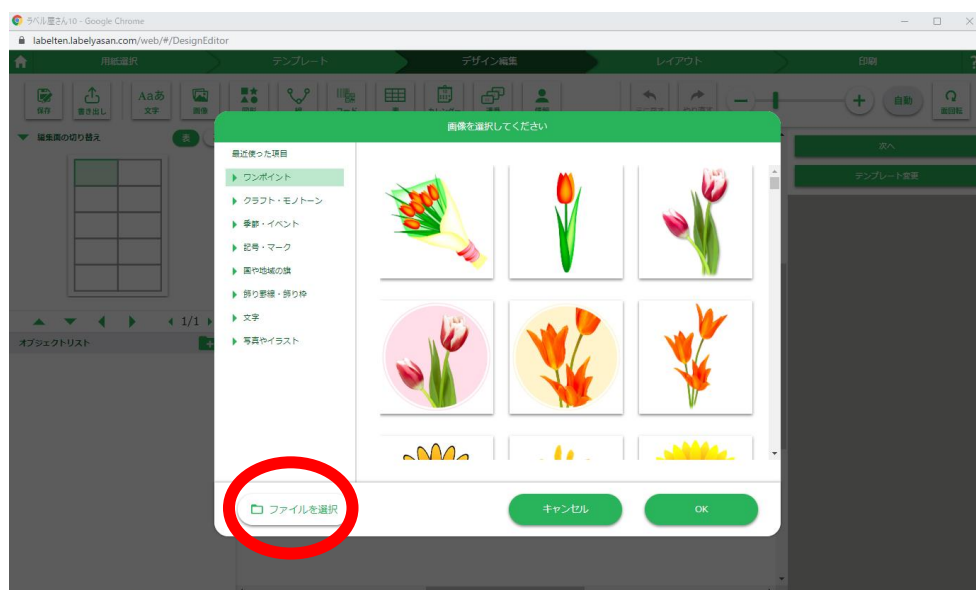 ラベル屋さん10 - Google Chrome
labelten.labelyasan.com/web/#/DesignEditor
用紙選択
テンプレート
デザイン編集
レイアウト
印刷
保存
書き出し
Aaあ
文字
画像
自動
画面回転
編集面の切り替え
表
次へ
テンプレート変更
1/1
オブジェクトリスト
画像を選択してください
最近使った項目
ワンポイント
クラフト・モノトーン
季節・イベント
記号・マーク
国や地域の旗
飾り罫線・飾り枠
文字
写真やイラスト
ファイルを選択
キャンセル
OK